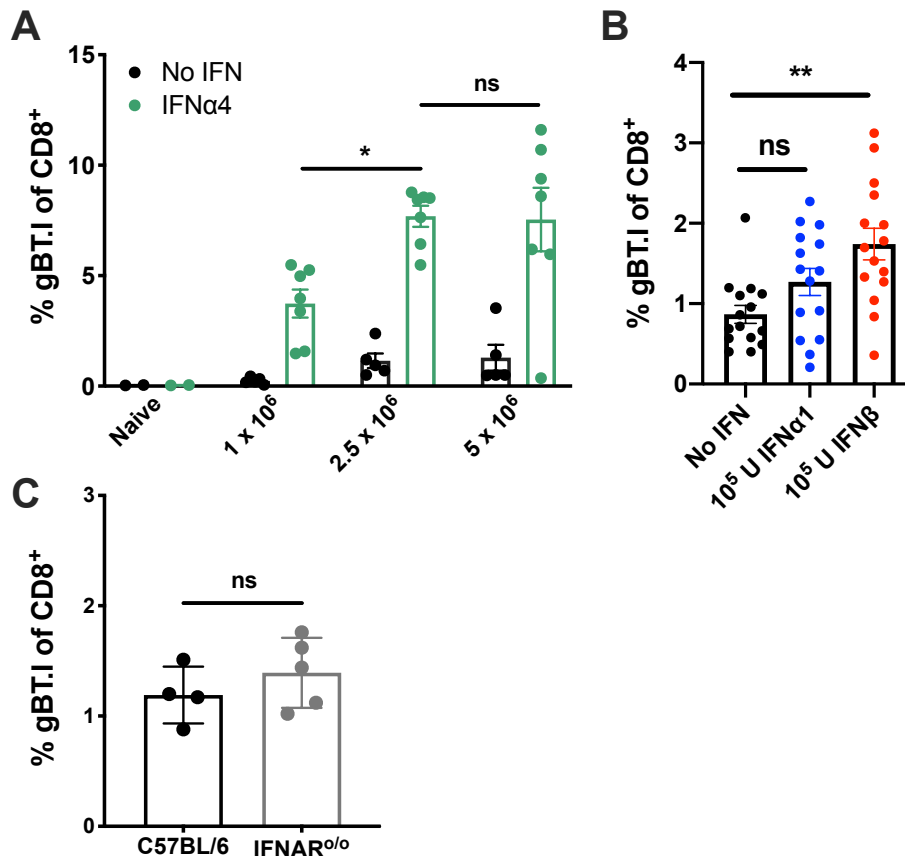 A
% gBT.I of CD8⁺
15
10
5
0
No IFN
IFNα4
*
ns
Naive
1 x 10⁶
2.5 x 10⁶
5 x 10⁶
B
% gBT.I of CD8⁺
4
3
2
1
0
**
ns
No IFN
10⁵ U IFNα1
10⁵ U IFNβ
C
% gBT.I of CD8⁺
3
2
1
0
ns
C57BL/6
IFNARᵒ/ᵒ